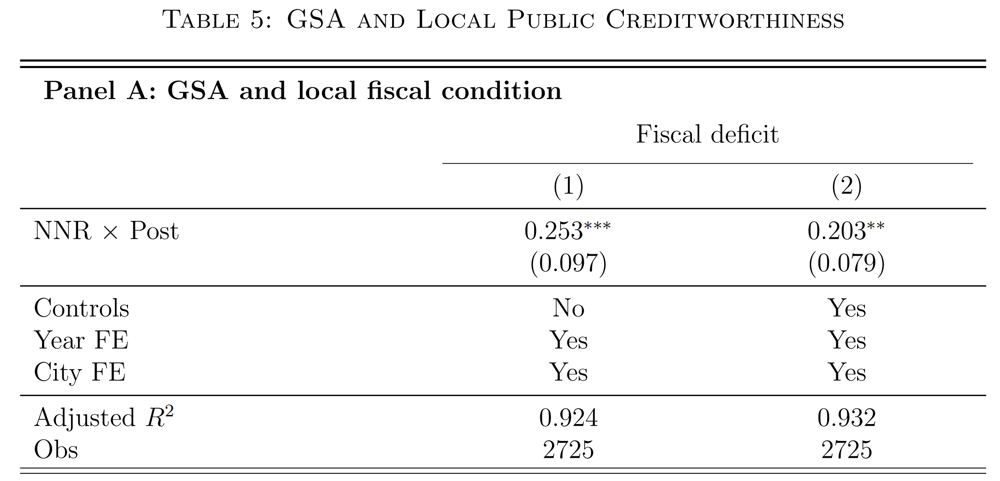 TABLE 5: GSA AND LOCAL PUBLIC CREDITWORTHINESS
Panel A: GSA and local fiscal condition
Fiscal deficit
(1) (2)
NNR × Post 0.253*** 0.203**
(0.097) (0.079)
Controls No Yes
Year FE Yes Yes
City FE Yes Yes
Adjusted R² 0.924 0.932
Obs 2725 2725